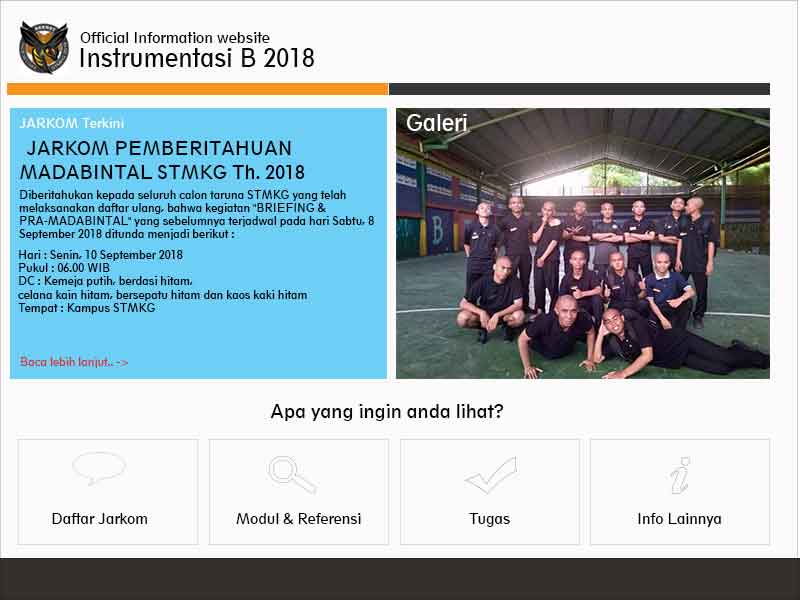 Official Information website
Instrumentasi B 2018
JARKOM Terkini
JARKOM PEMBERITAHUAN
MADABINTAL STMKG Th. 2018
Diberitahukan kepada seluruh calon taruna STMKG yang telah
melaksanakan daftar ulang, bahwa kegiatan "BRIEFING &
PRA-MADABINTAL" yang sebelumnya terjadwal pada hari Sabtu, 8
September 2018 ditunda menjadi berikut :
Hari : Senin, 10 September 2018
Pukul : 06.00 WIB
DC : Kemeja putih, berdasi hitam,
celana kain hitam, bersepatu hitam dan kaos kaki hitam
Tempat : Kampus STMKG
Baca lebih lanjut.. ->
Galeri
B
Apa yang ingin anda lihat?
Daftar Jarkom
Modul & Referensi
Tugas
Info Lainnya